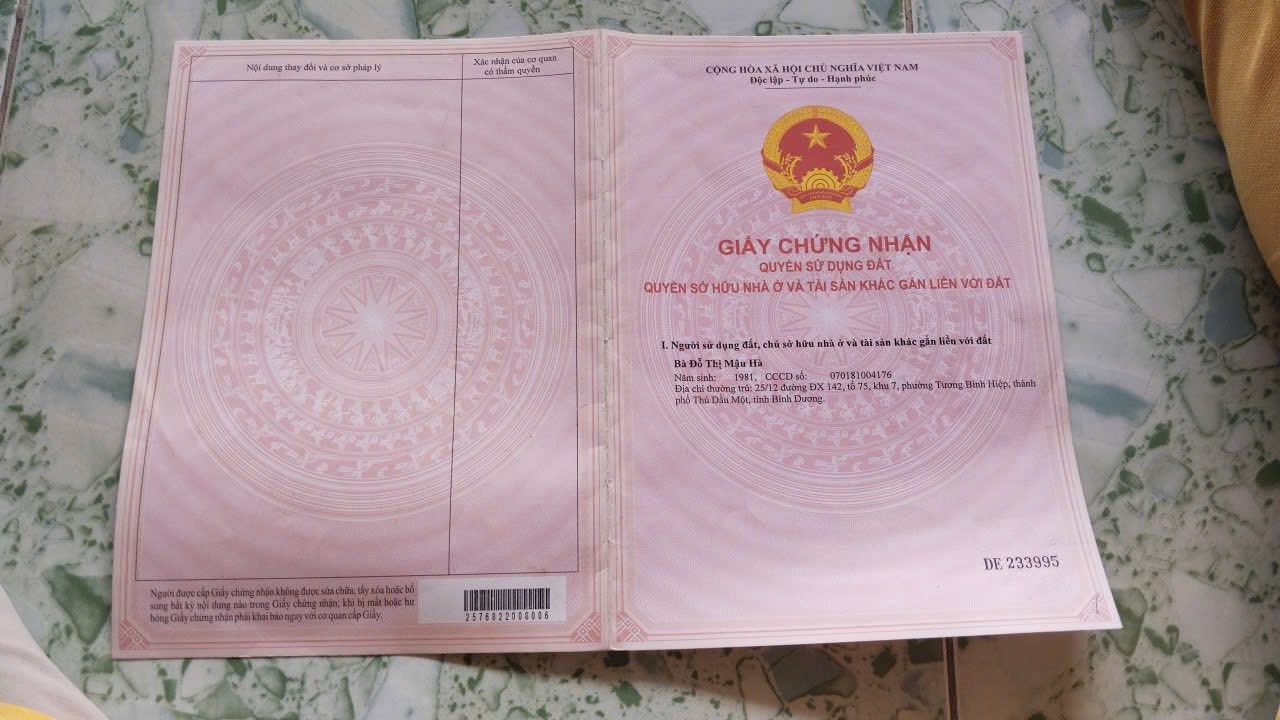 Nội dung thay đổi và cơ sở pháp lý
Xác nhận của cơ quan
có thẩm quyền
Người được cấp Giấy chứng nhận không được sửa chữa, tẩy xóa hoặc bổ
sung bất kỳ nội dung nào trong Giấy chứng nhận; khi bị mất hoặc hư
hỏng Giấy chứng nhận phải khai báo ngay với cơ quan cấp Giấy.
2576822008006
CỘNG HÒA XÃ HỘI CHỦ NGHĨA VIỆT NAM
Độc lập - Tự do - Hạnh phúc
GIẤY CHỨNG NHẬN
QUYỀN SỬ DỤNG ĐẤT
QUYỀN SỞ HỮU NHÀ Ở VÀ TÀI SẢN KHÁC GẮN LIỀN VỚI ĐẤT
I. Người sử dụng đất, chủ sở hữu nhà ở và tài sản khác gắn liền với đất
Bà Đỗ Thị Mậu Hà
Năm sinh: 1981, CCCD số: 070181004176
Địa chỉ thường trú: 25/12 đường ĐX 142, tổ 75, khu 7, phường Tương Bình Hiệp, thành
phố Thủ Dầu Một, tỉnh Bình Dương.
DE 233995